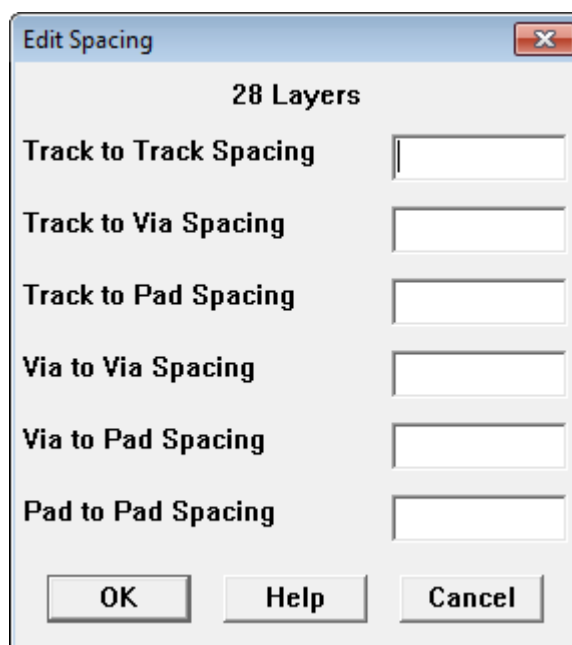 Edit Spacing
28 Layers
Track to Track Spacing
Track to Via Spacing
Track to Pad Spacing
Via to Via Spacing
Via to Pad Spacing
Pad to Pad Spacing
OK Help Cancel